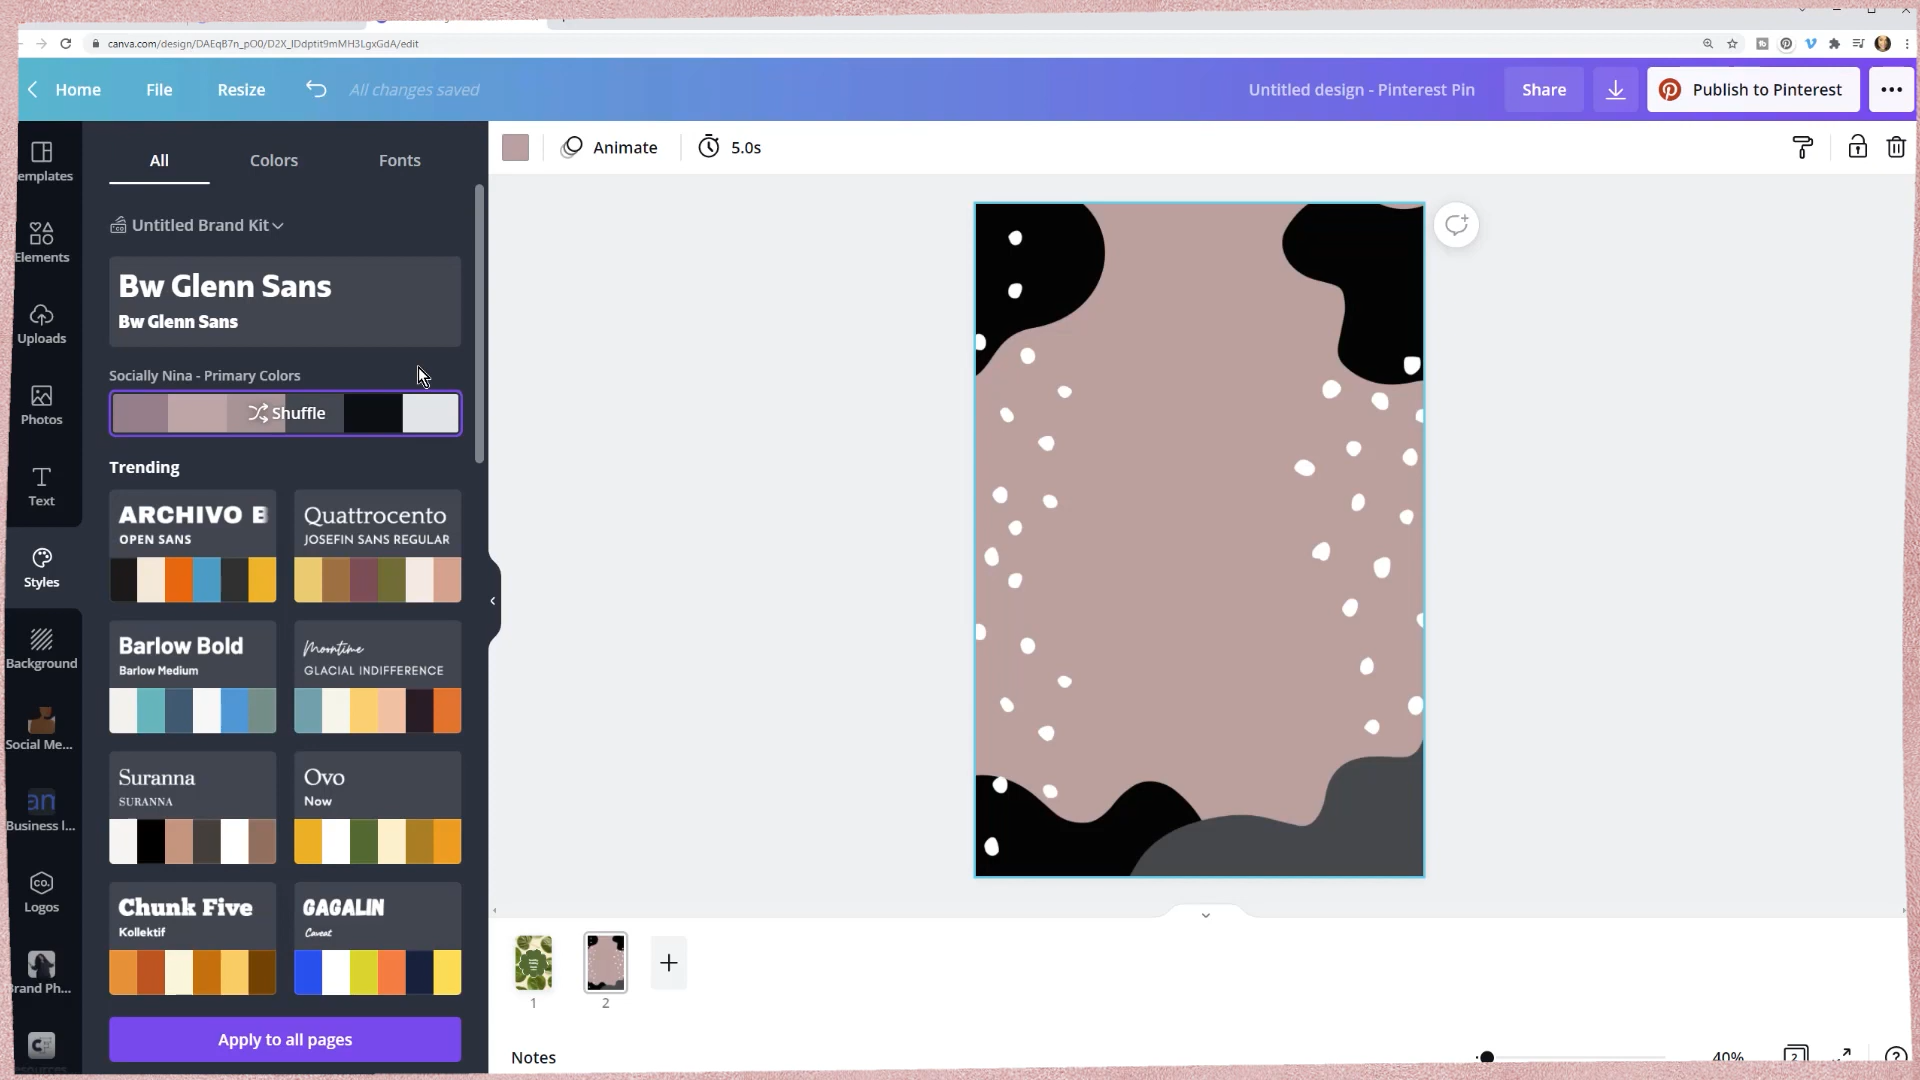 canva.com/design/DAEqB7n_pO0/D2X_IDdptit9mMH3LgxGdA/edit
Home
File
Resize
All changes saved
Untitled design - Pinterest Pin
Share
Publish to Pinterest
emplates
Elements
Uploads
Photos
Text
Styles
Background
Social Me...
Business l...
Logos
Brand Ph...
All
Colors
Fonts
Untitled Brand Kit
Bw Glenn Sans
Bw Glenn Sans
Socially Nina - Primary Colors
Shuffle
Trending
ARCHIVO B
OPEN SANS
Quattrocento
JOSEFIN SANS REGULAR
Barlow Bold
Barlow Medium
Moontime
GLACIAL INDIFFERENCE
Suranna
SURANNA
Ovo
Now
Chunk Five
Kollektif
GAGALIN
Caveat
Apply to all pages
Animate
5.0s
1
2
Notes
40%
2